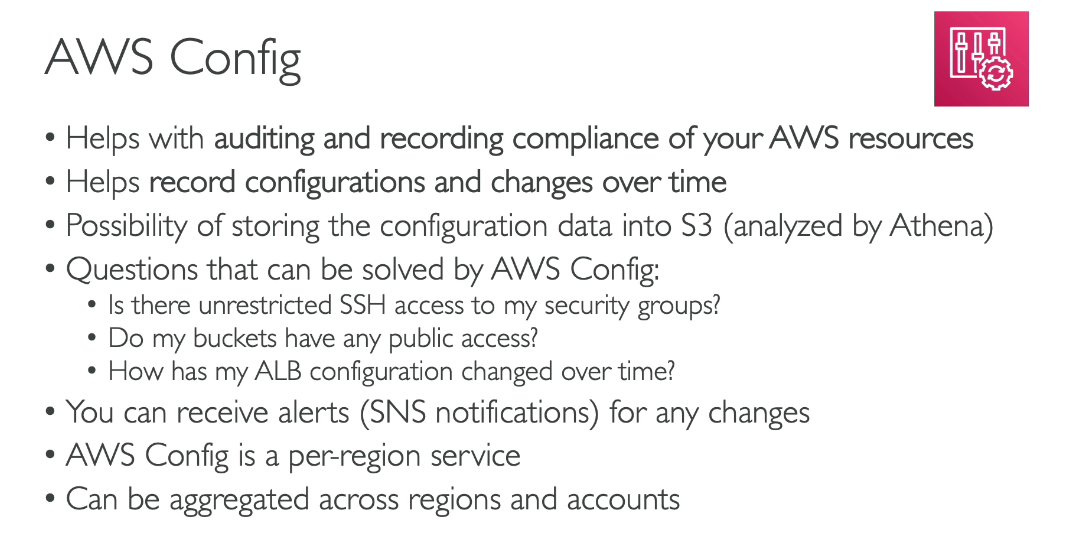 AWS Config
• Helps with auditing and recording compliance of your AWS resources
• Helps record configurations and changes over time
• Possibility of storing the configuration data into S3 (analyzed by Athena)
• Questions that can be solved by AWS Config:
• Is there unrestricted SSH access to my security groups?
• Do my buckets have any public access?
• How has my ALB configuration changed over time?
• You can receive alerts (SNS notifications) for any changes
• AWS Config is a per-region service
• Can be aggregated across regions and accounts